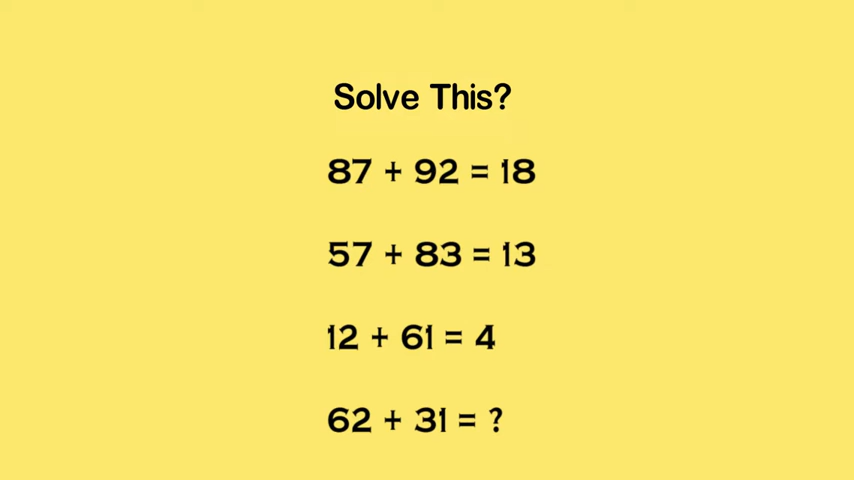 Solve This?
87 + 92 = 18
57 + 83 = 13
12 + 61 = 4
62 + 31 = ?